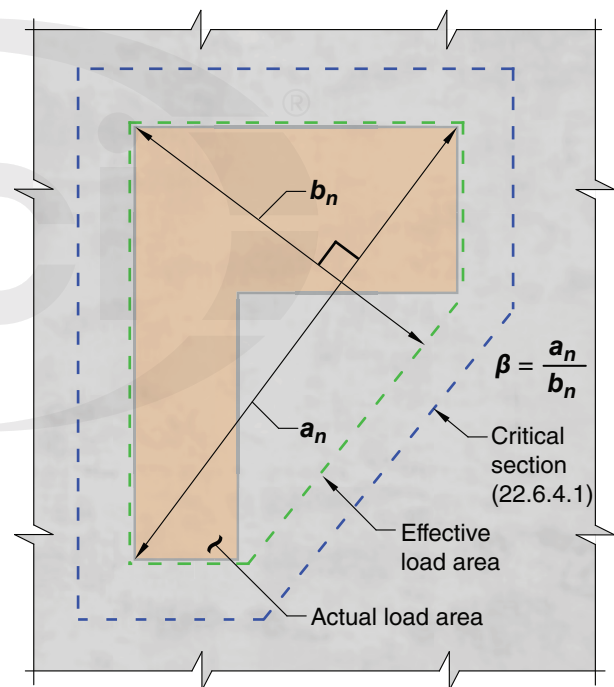 ®
bₙ
β = aₙ / bₙ
aₙ
Critical
section
(22.6.4.1)
Effective
load area
Actual load area